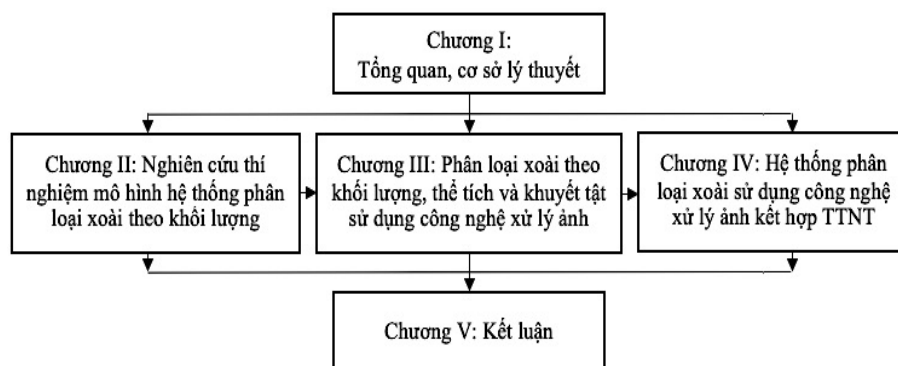 Chương I:
Tổng quan, cơ sở lý thuyết
Chương II: Nghiên cứu thí
nghiệm mô hình hệ thống phân
loại xoài theo khối lượng
Chương III: Phân loại xoài theo
khối lượng, thể tích và khuyết tật
sử dụng công nghệ xử lý ảnh
Chương IV: Hệ thống phân
loại xoài sử dụng công nghệ
xử lý ảnh kết hợp TTNT
Chương V: Kết luận